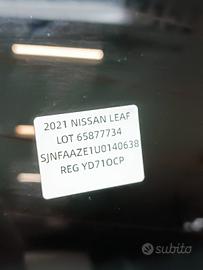 2021 NISSAN LEAF
LOT 65877734
SJNFAAZE1U0140638
REG YD71OCP
subito